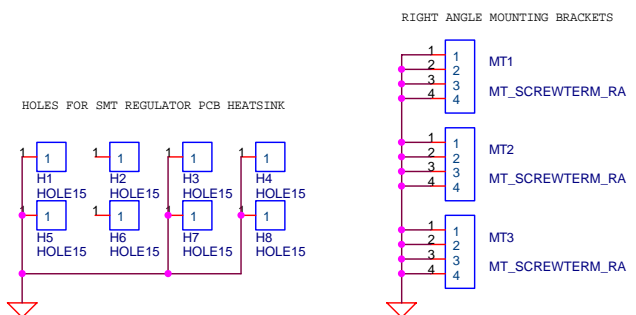 RIGHT ANGLE MOUNTING BRACKETS
1 1
2 2
3 3
4 4
MT1
MT_SCREWTERM_RA
HOLES FOR SMT REGULATOR PCB HEATSINK
1 1 1 1 1 1 1 1
H1 H2 H3 H4
HOLE15 HOLE15 HOLE15 HOLE15
1 1 1 1 1 1 1 1
H5 H6 H7 H8
HOLE15 HOLE15 HOLE15 HOLE15
1 1
2 2
3 3
4 4
MT2
MT_SCREWTERM_RA
1 1
2 2
3 3
4 4
MT3
MT_SCREWTERM_RA